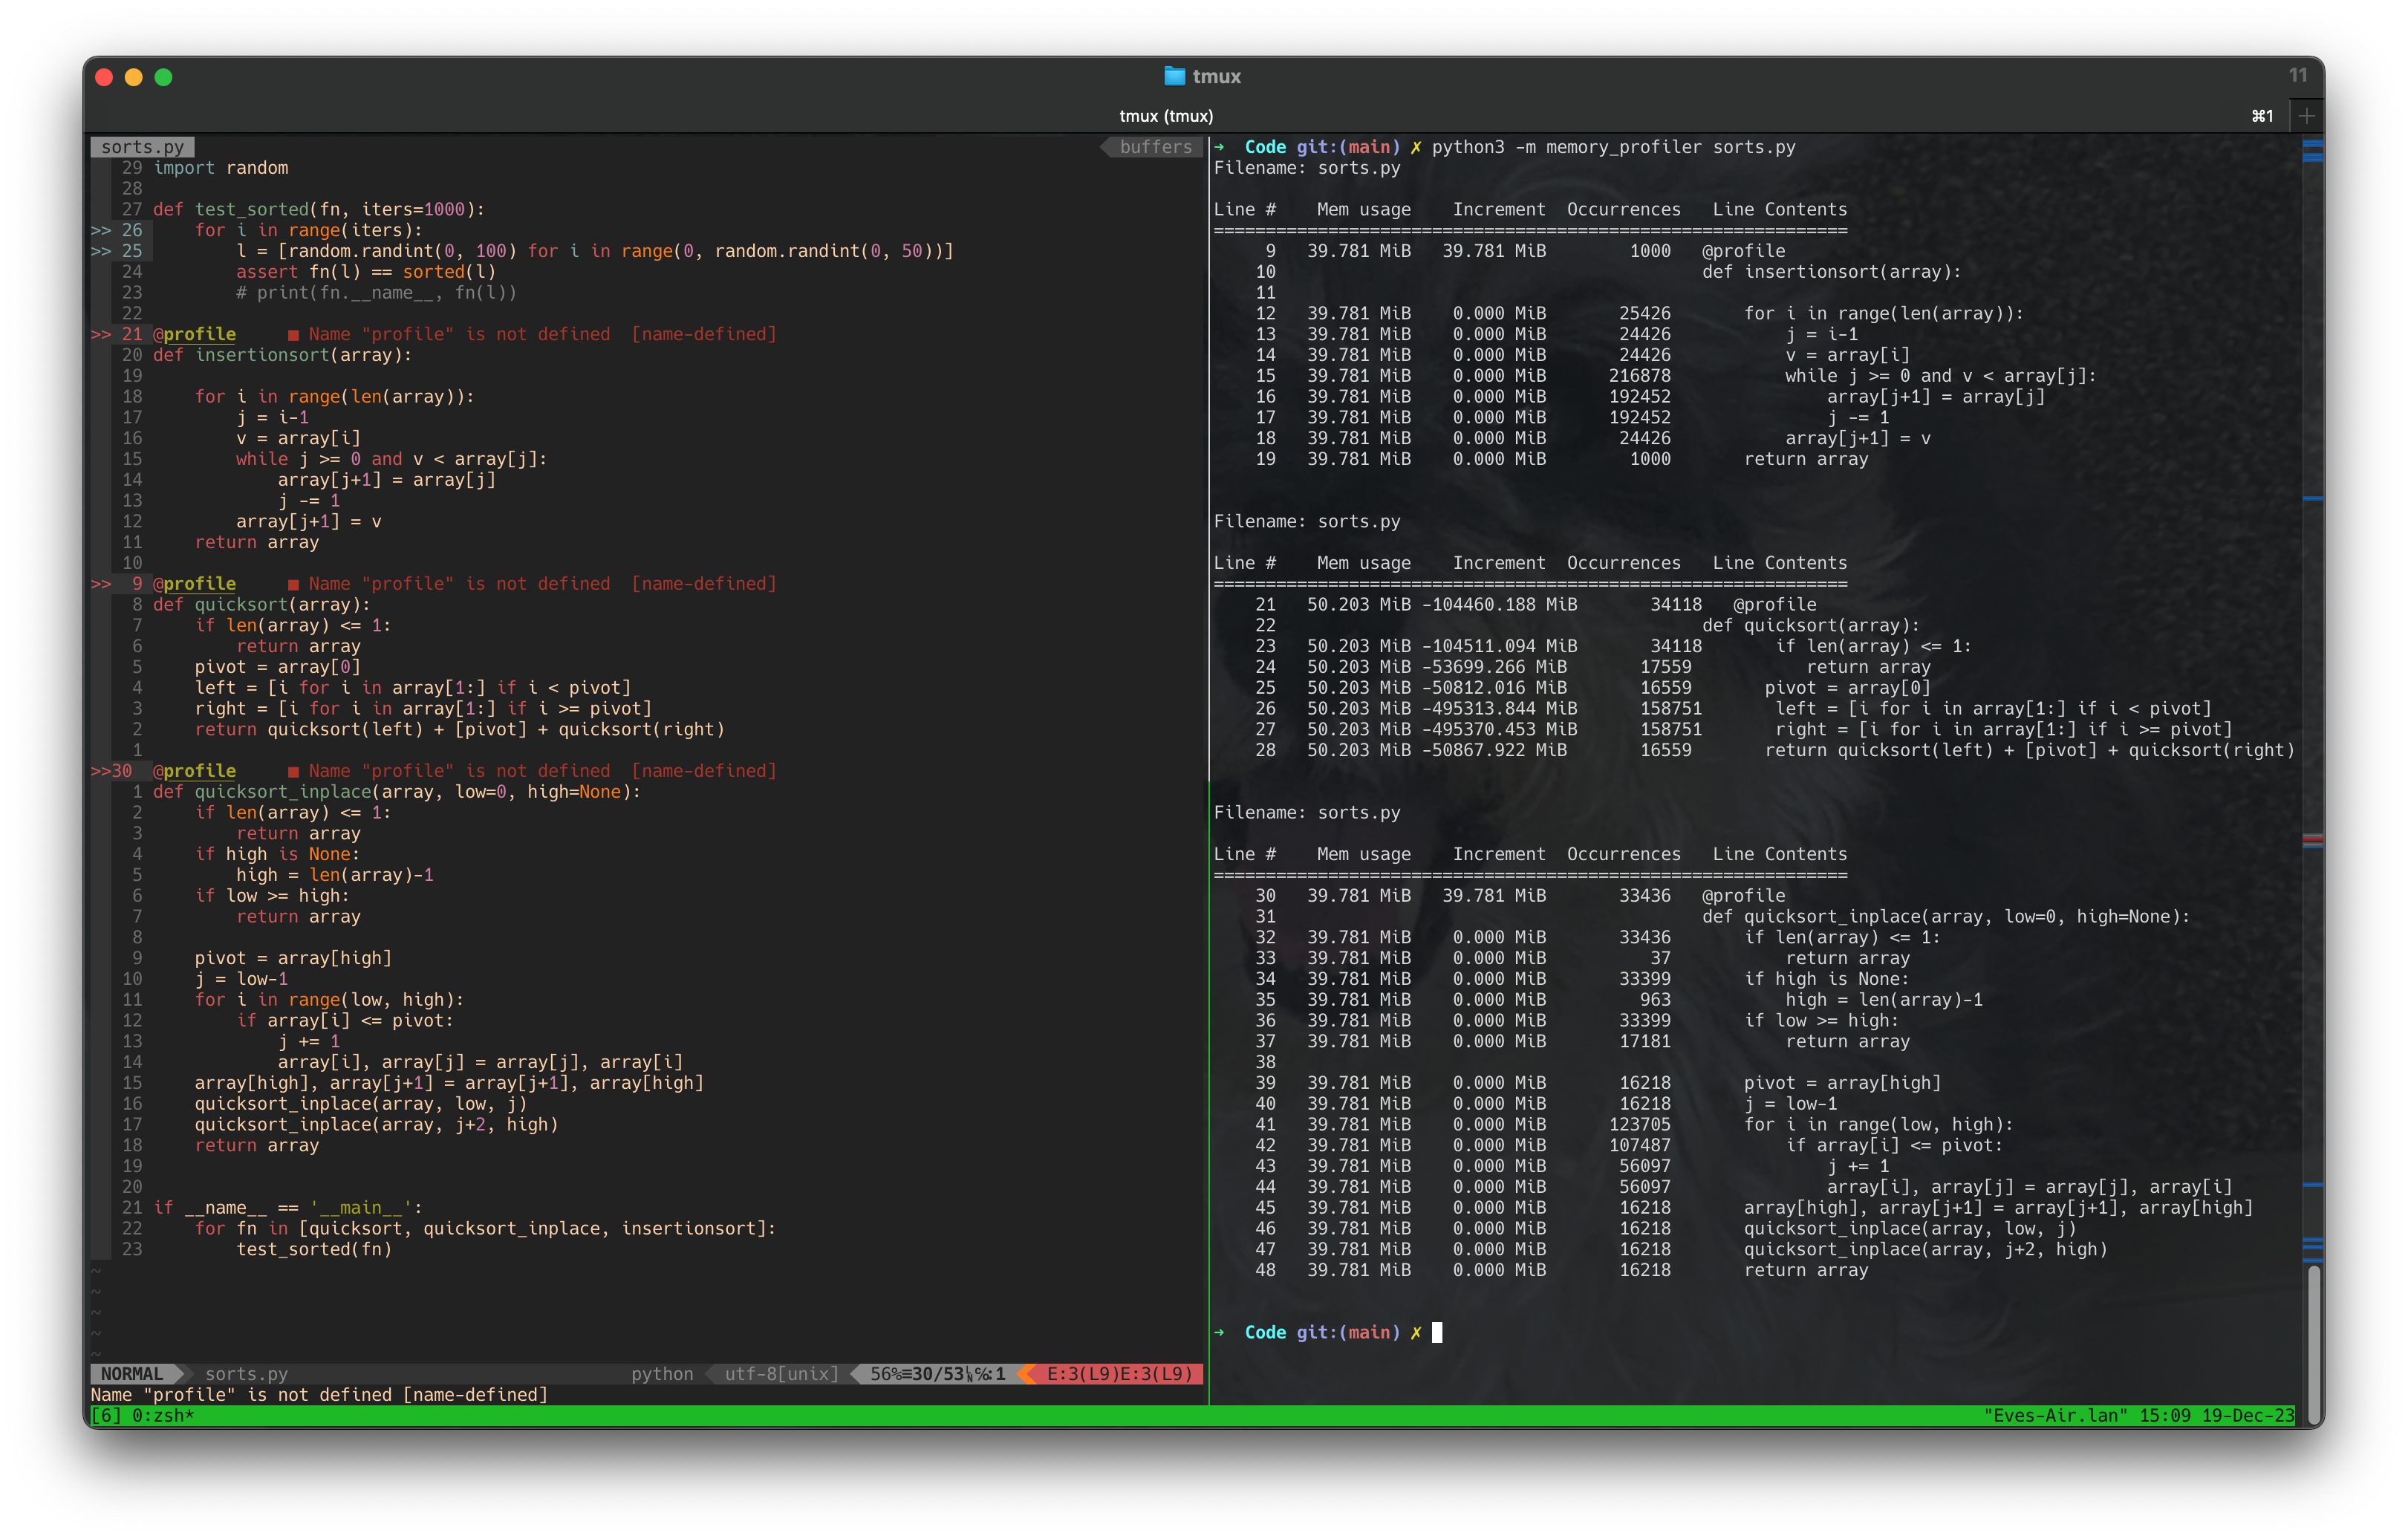 tmux
11
tmux (tmux)
⌘1
sorts.py
buffers
29 import random
28
27 def test_sorted(fn, iters=1000):
>> 26     for i in range(iters):
>> 25         l = [random.randint(0, 100) for i in range(0, random.randint(0, 50))]
24         assert fn(l) == sorted(l)
23         # print(fn.__name__, fn(l))
22
>> 21 @profile     ■ Name "profile" is not defined  [name-defined]
20 def insertionsort(array):
19
18     for i in range(len(array)):
17         j = i-1
16         v = array[i]
15         while j >= 0 and v < array[j]:
14             array[j+1] = array[j]
13             j -= 1
12         array[j+1] = v
11     return array
10
>> 9 @profile     ■ Name "profile" is not defined  [name-defined]
8 def quicksort(array):
7     if len(array) <= 1:
6         return array
5     pivot = array[0]
4     left = [i for i in array[1:] if i < pivot]
3     right = [i for i in array[1:] if i >= pivot]
2     return quicksort(left) + [pivot] + quicksort(right)
1
>>30  @profile     ■ Name "profile" is not defined  [name-defined]
1 def quicksort_inplace(array, low=0, high=None):
2     if len(array) <= 1:
3         return array
4     if high is None:
5         high = len(array)-1
6     if low >= high:
7         return array
8
9     pivot = array[high]
10     j = low-1
11     for i in range(low, high):
12         if array[i] <= pivot:
13             j += 1
14             array[i], array[j] = array[j], array[i]
15     array[high], array[j+1] = array[j+1], array[high]
16     quicksort_inplace(array, low, j)
17     quicksort_inplace(array, j+2, high)
18     return array
19
20
21 if __name__ == '__main__':
22     for fn in [quicksort, quicksort_inplace, insertionsort]:
23         test_sorted(fn)
~
~
~
~
~
NORMAL  sorts.py  python  utf-8[unix]  56%≡30/53㏑℅:1  E:3(L9)E:3(L9)
Name "profile" is not defined [name-defined]
→  Code git:(main) ✗ python3 -m memory_profiler sorts.py
Filename: sorts.py
Line #    Mem usage    Increment  Occurrences   Line Contents
=============================================================
9   39.781 MiB   39.781 MiB        1000   @profile
10                                         def insertionsort(array):
11
12   39.781 MiB    0.000 MiB       25426       for i in range(len(array)):
13   39.781 MiB    0.000 MiB       24426           j = i-1
14   39.781 MiB    0.000 MiB       24426           v = array[i]
15   39.781 MiB    0.000 MiB      216878           while j >= 0 and v < array[j]:
16   39.781 MiB    0.000 MiB      192452               array[j+1] = array[j]
17   39.781 MiB    0.000 MiB      192452               j -= 1
18   39.781 MiB    0.000 MiB       24426           array[j+1] = v
19   39.781 MiB    0.000 MiB        1000       return array
Filename: sorts.py
Line #    Mem usage    Increment  Occurrences   Line Contents
=============================================================
21   50.203 MiB -104460.188 MiB       34118   @profile
22                                         def quicksort(array):
23   50.203 MiB -104511.094 MiB       34118       if len(array) <= 1:
24   50.203 MiB -53699.266 MiB       17559           return array
25   50.203 MiB -50812.016 MiB       16559       pivot = array[0]
26   50.203 MiB -495313.844 MiB      158751       left = [i for i in array[1:] if i < pivot]
27   50.203 MiB -495370.453 MiB      158751       right = [i for i in array[1:] if i >= pivot]
28   50.203 MiB -50867.922 MiB       16559       return quicksort(left) + [pivot] + quicksort(right)
Filename: sorts.py
Line #    Mem usage    Increment  Occurrences   Line Contents
=============================================================
30   39.781 MiB   39.781 MiB       33436   @profile
31                                         def quicksort_inplace(array, low=0, high=None):
32   39.781 MiB    0.000 MiB       33436       if len(array) <= 1:
33   39.781 MiB    0.000 MiB          37           return array
34   39.781 MiB    0.000 MiB       33399       if high is None:
35   39.781 MiB    0.000 MiB         963           high = len(array)-1
36   39.781 MiB    0.000 MiB       33399       if low >= high:
37   39.781 MiB    0.000 MiB       17181           return array
38
39   39.781 MiB    0.000 MiB       16218       pivot = array[high]
40   39.781 MiB    0.000 MiB       16218       j = low-1
41   39.781 MiB    0.000 MiB      123705       for i in range(low, high):
42   39.781 MiB    0.000 MiB      107487           if array[i] <= pivot:
43   39.781 MiB    0.000 MiB       56097               j += 1
44   39.781 MiB    0.000 MiB       56097               array[i], array[j] = array[j], array[i]
45   39.781 MiB    0.000 MiB       16218       array[high], array[j+1] = array[j+1], array[high]
46   39.781 MiB    0.000 MiB       16218       quicksort_inplace(array, low, j)
47   39.781 MiB    0.000 MiB       16218       quicksort_inplace(array, j+2, high)
48   39.781 MiB    0.000 MiB       16218       return array
→  Code git:(main) ✗
[6] 0:zsh*
"Eves-Air.lan" 15:09 19-Dec-23